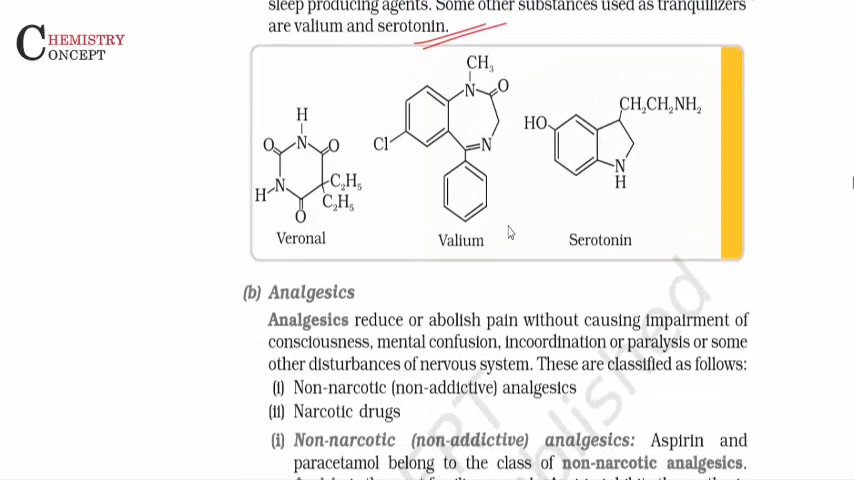 sleep producing agents. Some other substances used as tranquilizers
are valium and serotonin.
CHEMISTRY
CONCEPT
CH3
N
O
Cl
N
Valium
H
N
O
O
N
H
C2H5
C2H5
O
Veronal
CH2CH2NH2
HO
N
H
Serotonin
(b) Analgesics
Analgesics reduce or abolish pain without causing impairment of
consciousness, mental confusion, incoordination or paralysis or some
other disturbances of nervous system. These are classified as follows:
(i) Non-narcotic (non-addictive) analgesics
(ii) Narcotic drugs
(i) Non-narcotic (non-addictive) analgesics: Aspirin and
paracetamol belong to the class of non-narcotic analgesics.